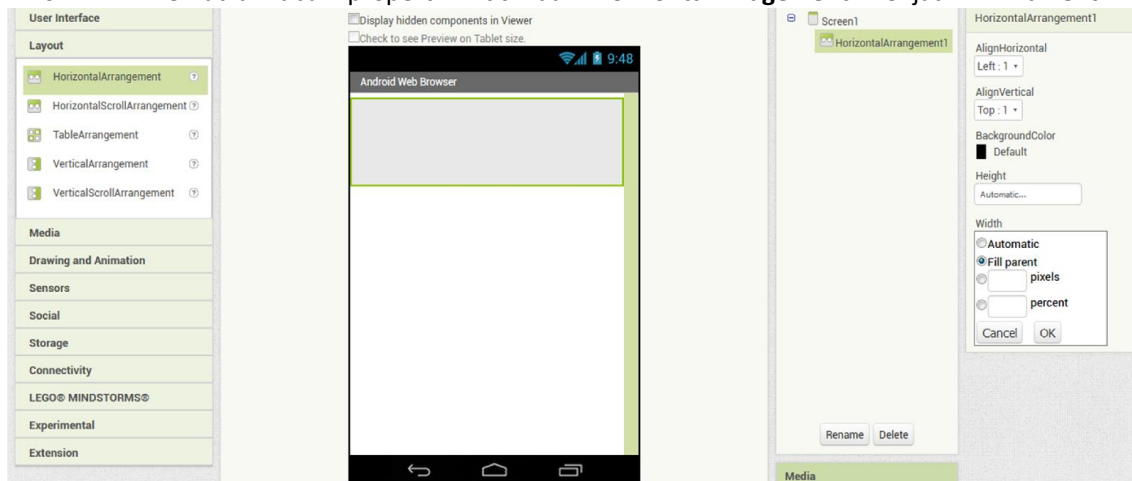 User Interface
Layout
HorizontalArrangement
HorizontalScrollArrangement
TableArrangement
VerticalArrangement
VerticalScrollArrangement
Media
Drawing and Animation
Sensors
Social
Storage
Connectivity
LEGO® MINDSTORMS®
Experimental
Extension
Display hidden components in Viewer
Check to see Preview on Tablet size.
9:48
Android Web Browser
Screen1
HorizontalArrangement1
Rename Delete
Media
HorizontalArrangement1
AlignHorizontal
Left : 1
AlignVertical
Top : 1
BackgroundColor
Default
Height
Automatic...
Width
Automatic
Fill parent
pixels
percent
Cancel OK